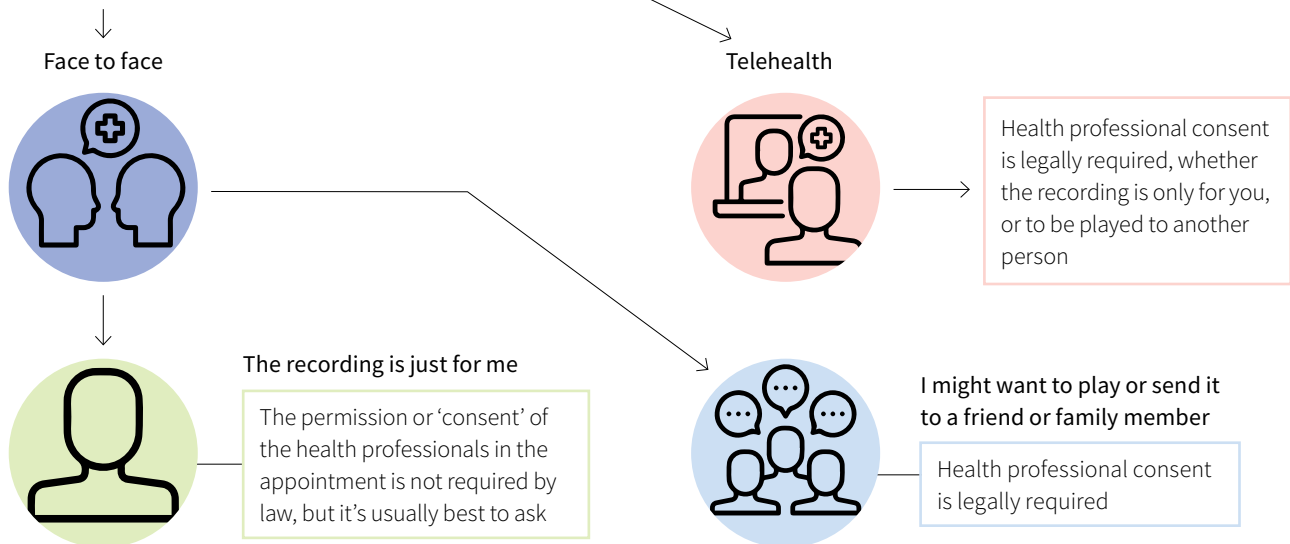 Face to face
Telehealth
Health professional consent
is legally required, whether
the recording is only for you,
or to be played to another
person
The recording is just for me
The permission or ‘consent’ of
the health professionals in the
appointment is not required by
law, but it’s usually best to ask
I might want to play or send it
to a friend or family member
Health professional consent
is legally required